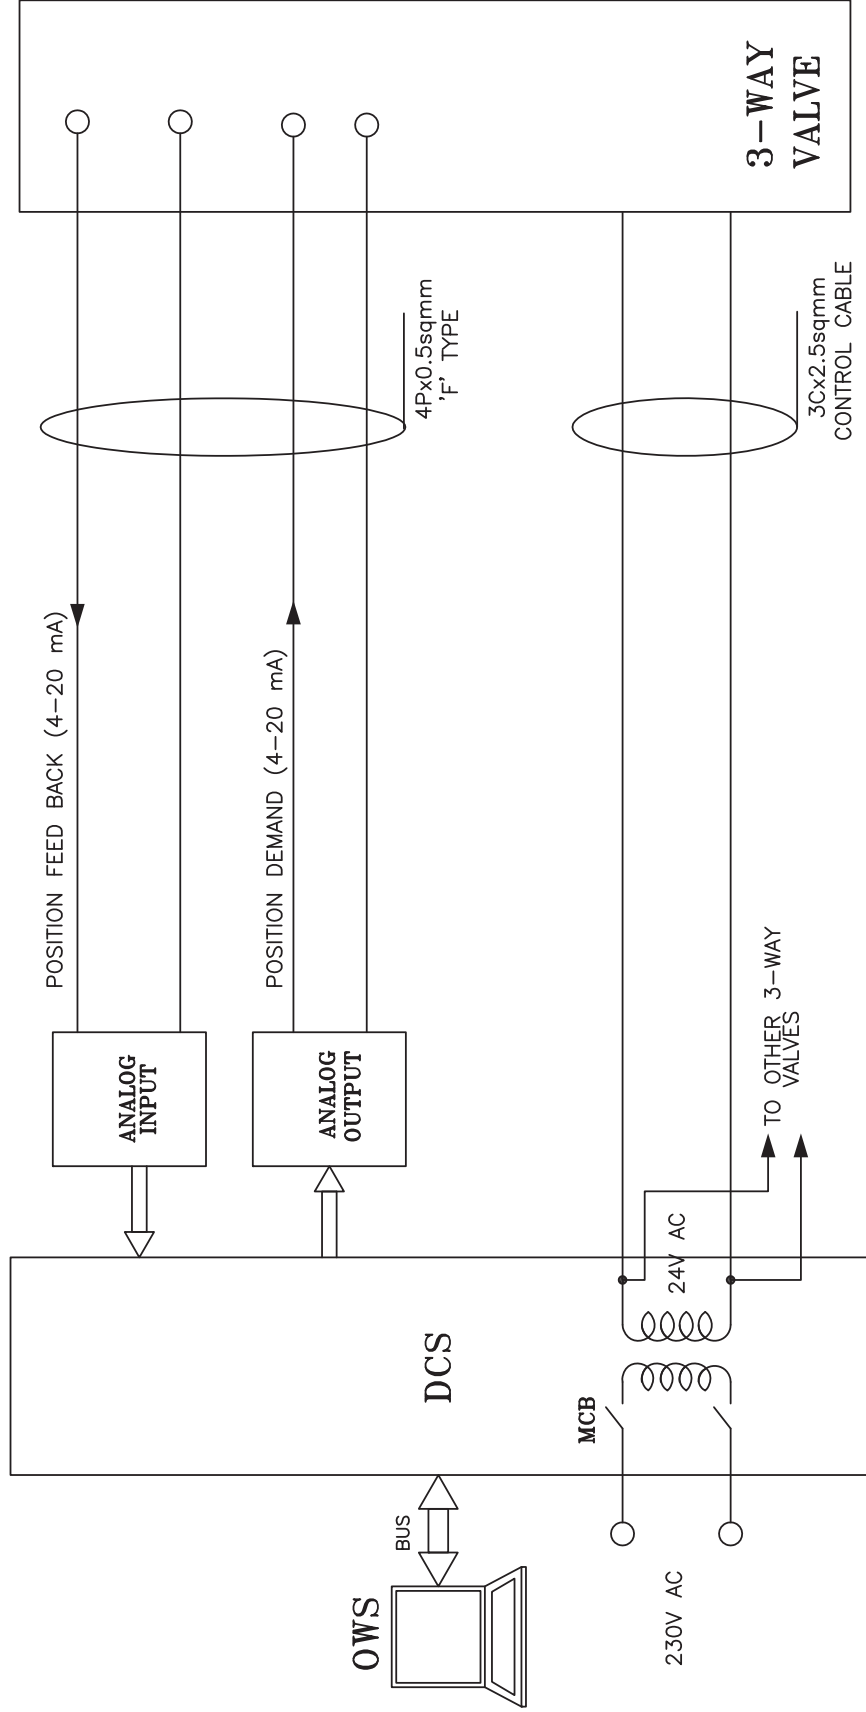 OWS
BUS
230V AC
DCS
MCB
24V AC
ANALOG
INPUT
ANALOG
OUTPUT
TO OTHER 3-WAY
VALVES
POSITION FEED BACK (4-20 mA)
POSITION DEMAND (4-20 mA)
4Px0.5sqmm
'F' TYPE
3Cx2.5sqmm
CONTROL CABLE
3-WAY
VALVE